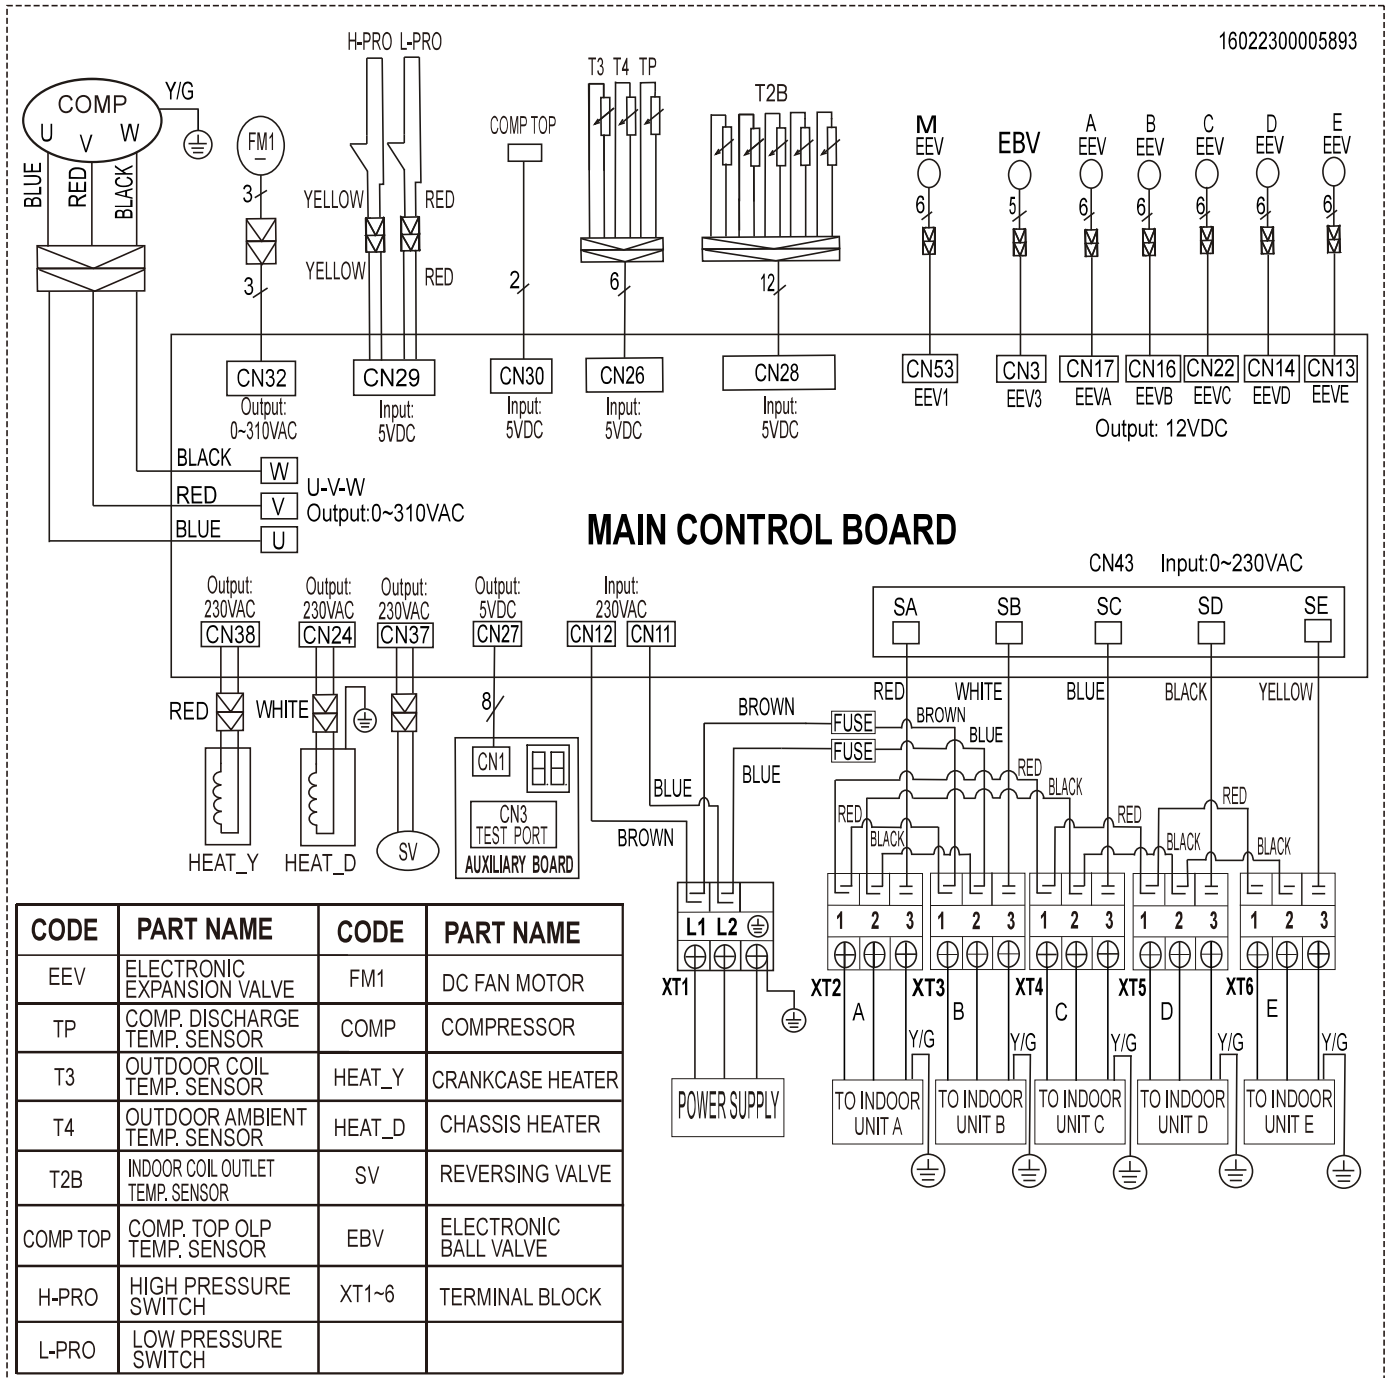 16022300005893
H-PRO L-PRO
COMP
U V W
Y/G
BLUE
RED
BLACK
FM1
3
3
YELLOW
RED
YELLOW
RED
COMP TOP
2
T3 T4 TP
6
T2B
12
M
EEV
6
EBV
5
A
EEV
6
B
EEV
6
C
EEV
6
D
EEV
6
E
EEV
6
CN32
Output:
0~310VAC
CN29
Input:
5VDC
CN30
Input:
5VDC
CN26
Input:
5VDC
CN28
Input:
5VDC
CN53
EEV1
CN3
EEV3
CN17
EEVA
CN16
EEVB
CN22
EEVC
CN14
EEVD
CN13
EEVE
Output: 12VDC
BLACK
W
RED
V
BLUE
U
U-V-W
Output:0~310VAC
MAIN CONTROL BOARD
CN43 Input:0~230VAC
SA
SB
SC
SD
SE
Output:
230VAC
CN38
Output:
230VAC
CN24
Output:
230VAC
CN37
Output:
5VDC
CN27
Input:
230VAC
CN12
CN11
RED
WHITE
8
HEAT_Y
HEAT_D
SV
CN1
CN3
TEST PORT
AUXILIARY BOARD
BLUE
BROWN
BROWN
BLUE
FUSE
FUSE
BROWN
BLUE
RED
WHITE
BLUE
BLACK
YELLOW
RED
BLACK
RED
BLACK
RED
BLACK
RED
BLACK
L1 L2
XT1
POWER SUPPLY
1 2 3
XT2
A
Y/G
TO INDOOR
UNIT A
1 2 3
XT3
B
Y/G
TO INDOOR
UNIT B
1 2 3
XT4
C
Y/G
TO INDOOR
UNIT C
1 2 3
XT5
D
Y/G
TO INDOOR
UNIT D
1 2 3
XT6
E
Y/G
TO INDOOR
UNIT E
CODE PART NAME CODE PART NAME
EEV ELECTRONIC EXPANSION VALVE FM1 DC FAN MOTOR
TP COMP. DISCHARGE TEMP. SENSOR COMP COMPRESSOR
T3 OUTDOOR COIL TEMP. SENSOR HEAT_Y CRANKCASE HEATER
T4 OUTDOOR AMBIENT TEMP. SENSOR HEAT_D CHASSIS HEATER
T2B INDOOR COIL OUTLET TEMP. SENSOR SV REVERSING VALVE
COMP TOP COMP. TOP OLP TEMP. SENSOR EBV ELECTRONIC BALL VALVE
H-PRO HIGH PRESSURE SWITCH XT1~6 TERMINAL BLOCK
L-PRO LOW PRESSURE SWITCH